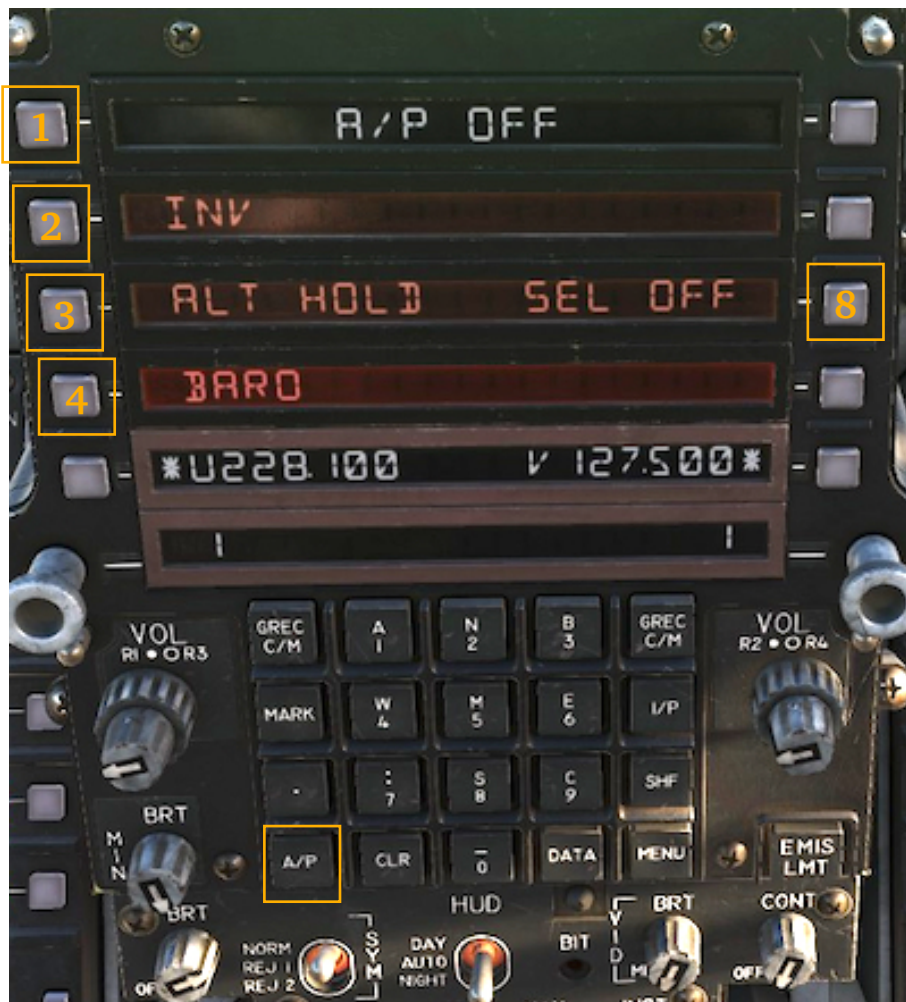 1
A/P OFF
2
INV
3
ALT HOLD SEL OFF
8
4
BARO
*U228.100 V 127.500*
1 1
VOL
R1 R3
GREC C/M
A 1
N 2
B 3
GREC C/M
VOL
R2 R4
MARK
W 4
M 5
E 6
I/P
.
: 7
S 8
C 9
SHF
BRT
MIN
A/P
CLR
– 0
DATA
MENU
EMIS LMT
BRT
NORM
REJ 1
REJ 2
SYM
HUD
DAY
AUTO
NIGHT
BIT
VID
BRT
CONT
OFF